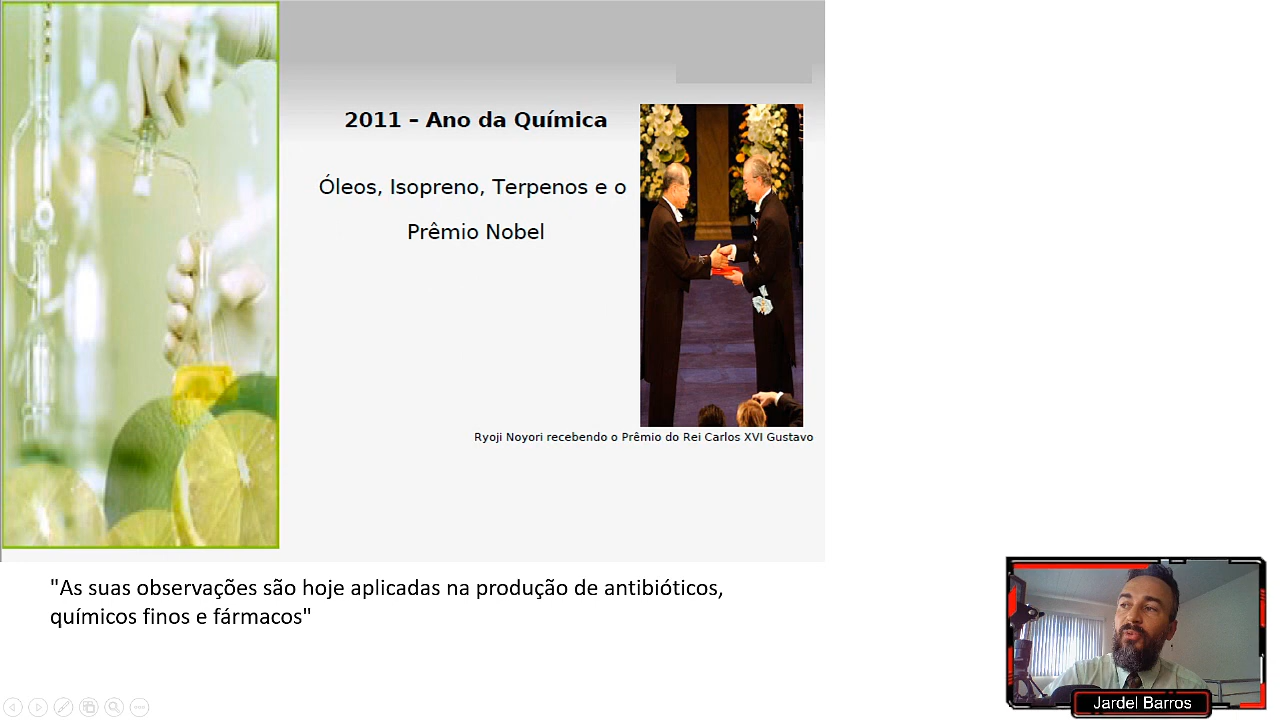 2011 – Ano da Química
Óleos, Isopreno, Terpenos e o
Prêmio Nobel
Ryoji Noyori recebendo o Prêmio do Rei Carlos XVI Gustavo
"As suas observações são hoje aplicadas na produção de antibióticos,
químicos finos e fármacos"
Jardel Barros